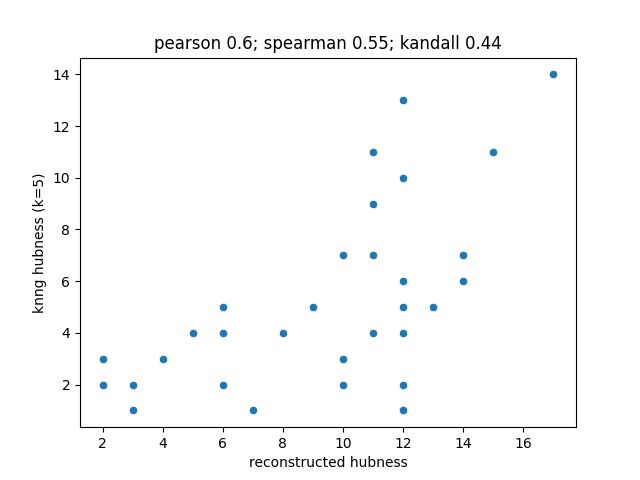 pearson 0.6; spearman 0.55; kandall 0.44
14
12
10
8
6
4
2
knng hubness (k=5)
2 4 6 8 10 12 14 16
reconstructed hubness